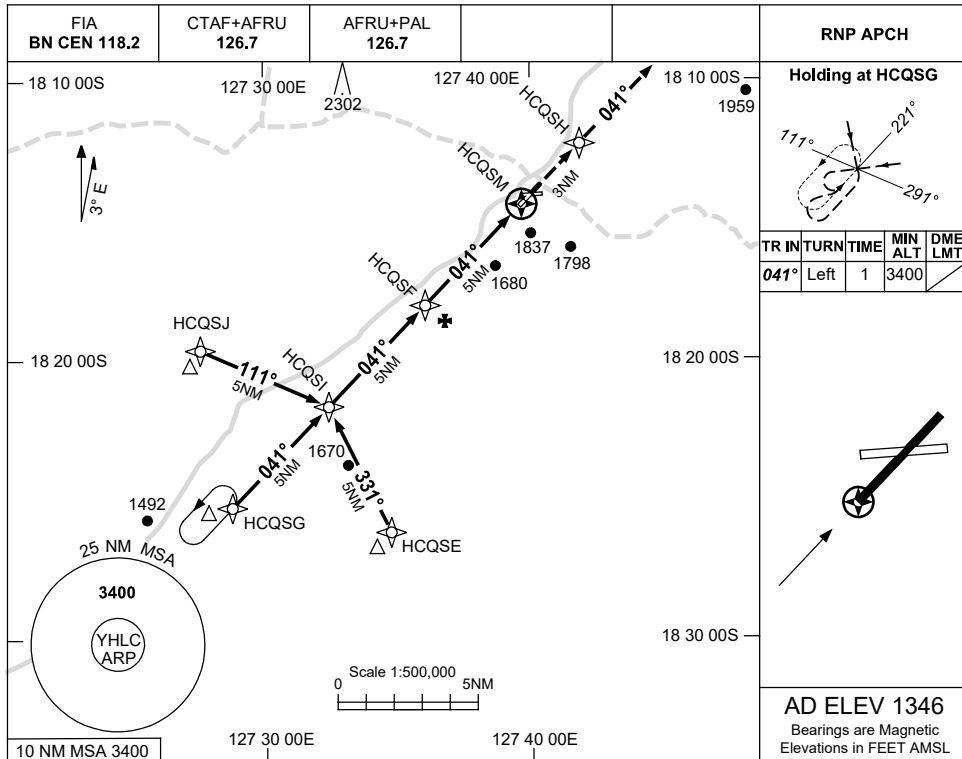 FIA
BN CEN 118.2
CTAF+AFRU
126.7
AFRU+PAL
126.7
RNP APCH
18 10 00S
127 30 00E
2302
127 40 00E
18 10 00S
1959
Holding at HCQSG
111°
221°
291°
TR IN TURN TIME MIN ALT DME LMT
041° Left 1 3400
3° E
HCQSH
041°
HCQSM
3NM
1837
1798
1680
041°
5NM
HCQSF
HCQSJ
18 20 00S
18 20 00S
111°
5NM
HCQSI
041°
5NM
1670
041°
5NM
331°
5NM
1492
HCQSG
HCQSE
25 NM MSA
3400
YHLC
ARP
18 30 00S
Scale 1:500,000
0 5NM
10 NM MSA 3400
127 30 00E
127 40 00E
AD ELEV 1346
Bearings are Magnetic
Elevations in FEET AMSL